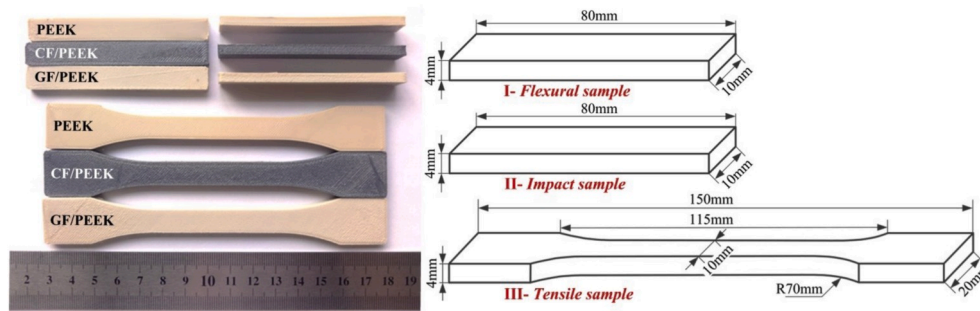 PEEK
CF/PEEK
GF/PEEK
PEEK
CF/PEEK
GF/PEEK
2 3 4 5 6 7 8 9 10 11 12 13 14 15 16 17 18 19
80mm
4mm
10mm
I- Flexural sample
80mm
4mm
10mm
II- Impact sample
150mm
115mm
10mm
4mm
20mm
R70mm
III- Tensile sample